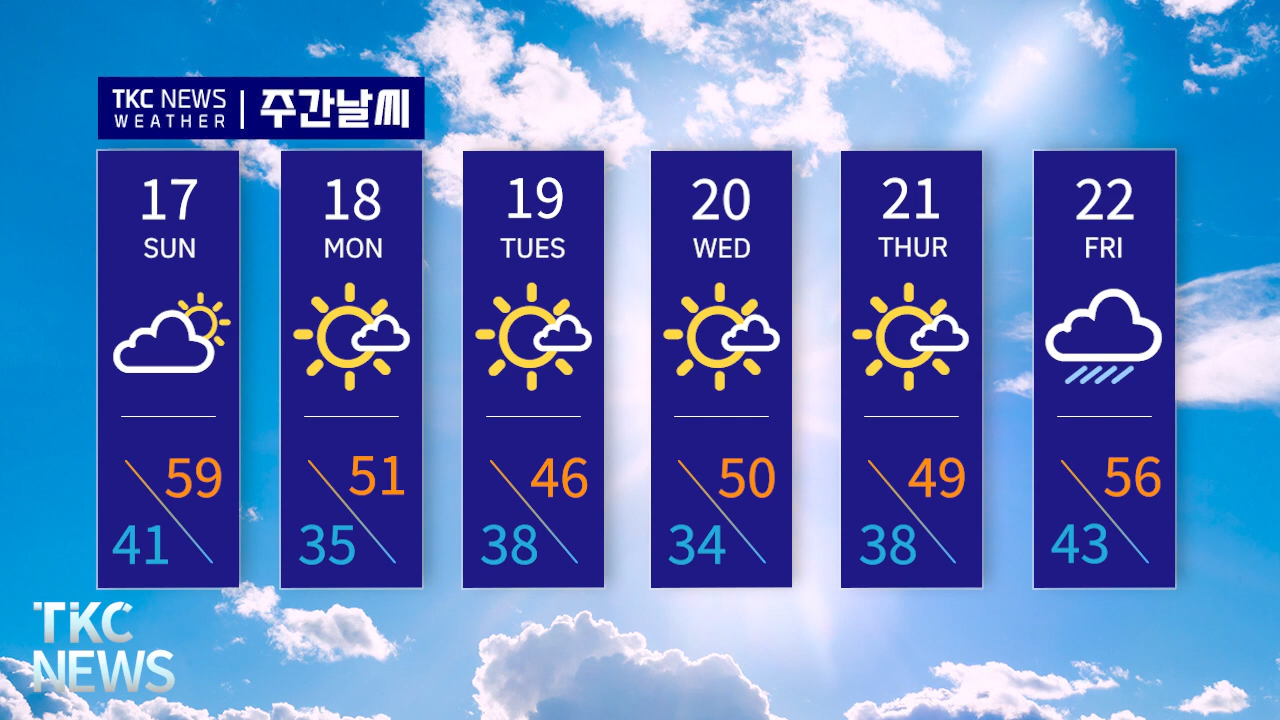 TKC NEWS
WEATHER
주간날씨
17
SUN
59
41
18
MON
51
35
19
TUES
46
38
20
WED
50
34
21
THUR
49
38
22
FRI
56
43
TKC
NEWS